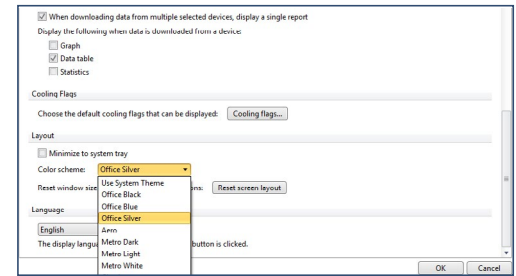 When downloading data from multiple selected devices, display a single report
Display the following when data is downloaded from a device:
Graph
Data table
Statistics
Cooling Flags
Choose the default cooling flags that can be displayed: Cooling flags...
Layout
Minimize to system tray
Color scheme: Office Silver
Use System Theme
Reset window size ons: Reset screen layout
Office Black
Office Blue
Office Silver
Language
Aero
English
Metro Dark
The display langu button is clicked.
Metro Light
Metro White
OK Cancel